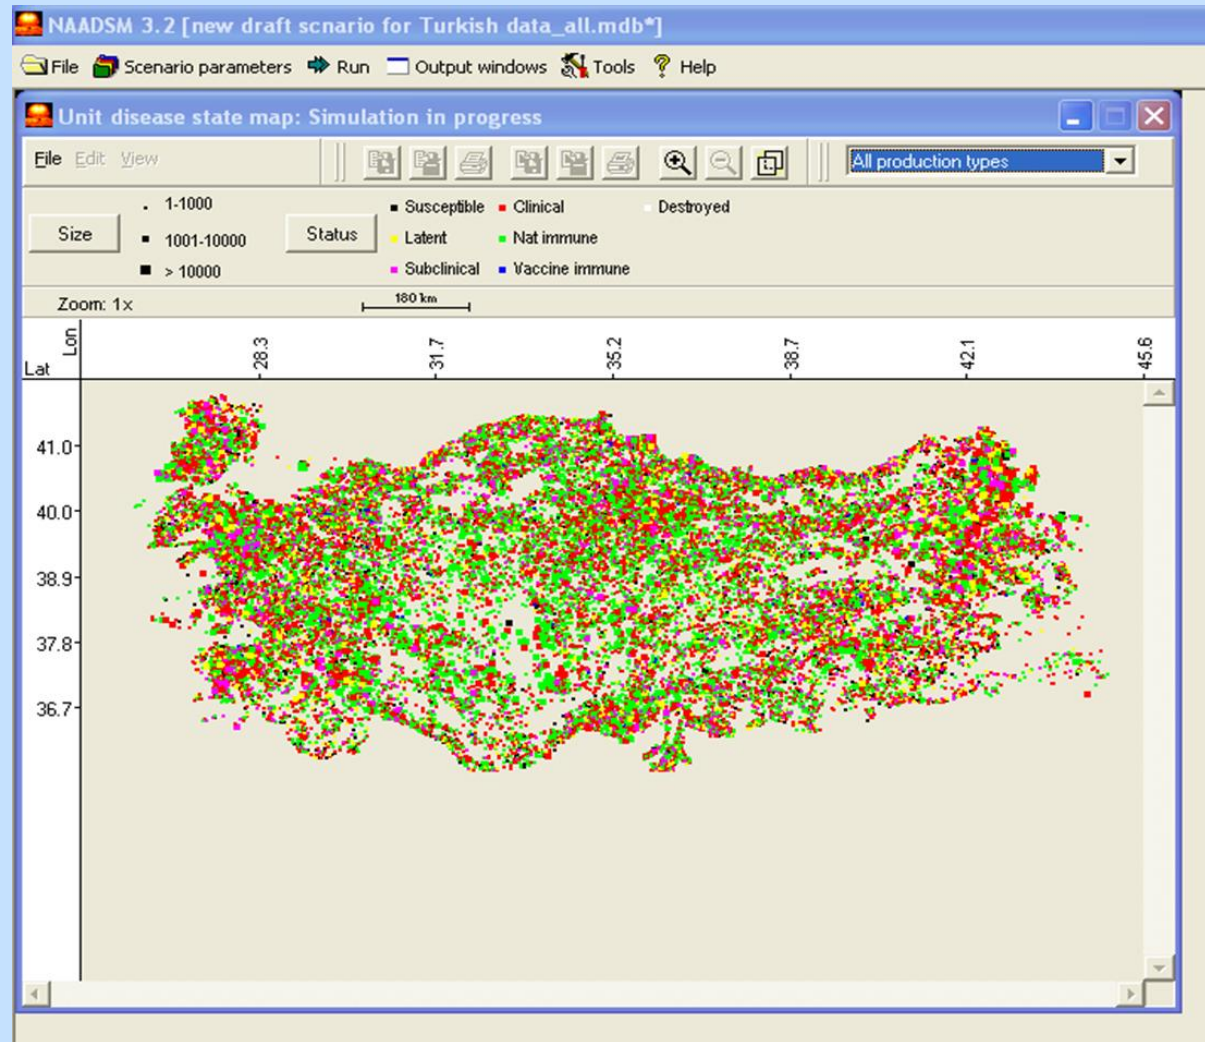 NAADSM 3.2 [new draft scnario for Turkish data_all.mdb*]
File Scenario parameters Run Output windows Tools Help
Unit disease state map: Simulation in progress
File Edit View All production types
Size
1-1000
1001-10000
> 10000
Status
Susceptible Clinical Destroyed
Latent Nat immune
Subclinical Vaccine immune
Zoom: 1x 180 km
Lat Lon 28.3 31.7 35.2 38.7 42.1 45.6
41.0
40.0
38.9
37.8
36.7